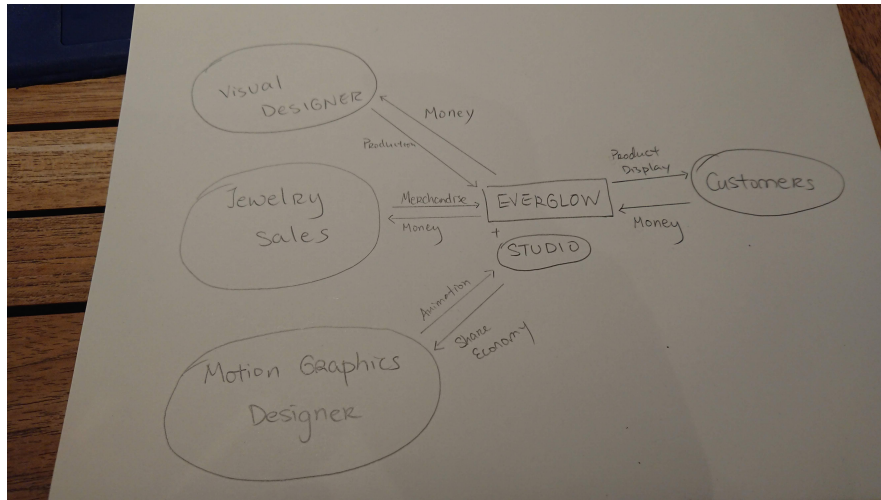 Visual
DESIGNER
Money
Production
Product
Display
Jewelry
Sales
Merchandise
Money
EVERGLOW
+
STUDIO
Customers
Money
Animation
Share
Economy
Motion Graphics
Designer